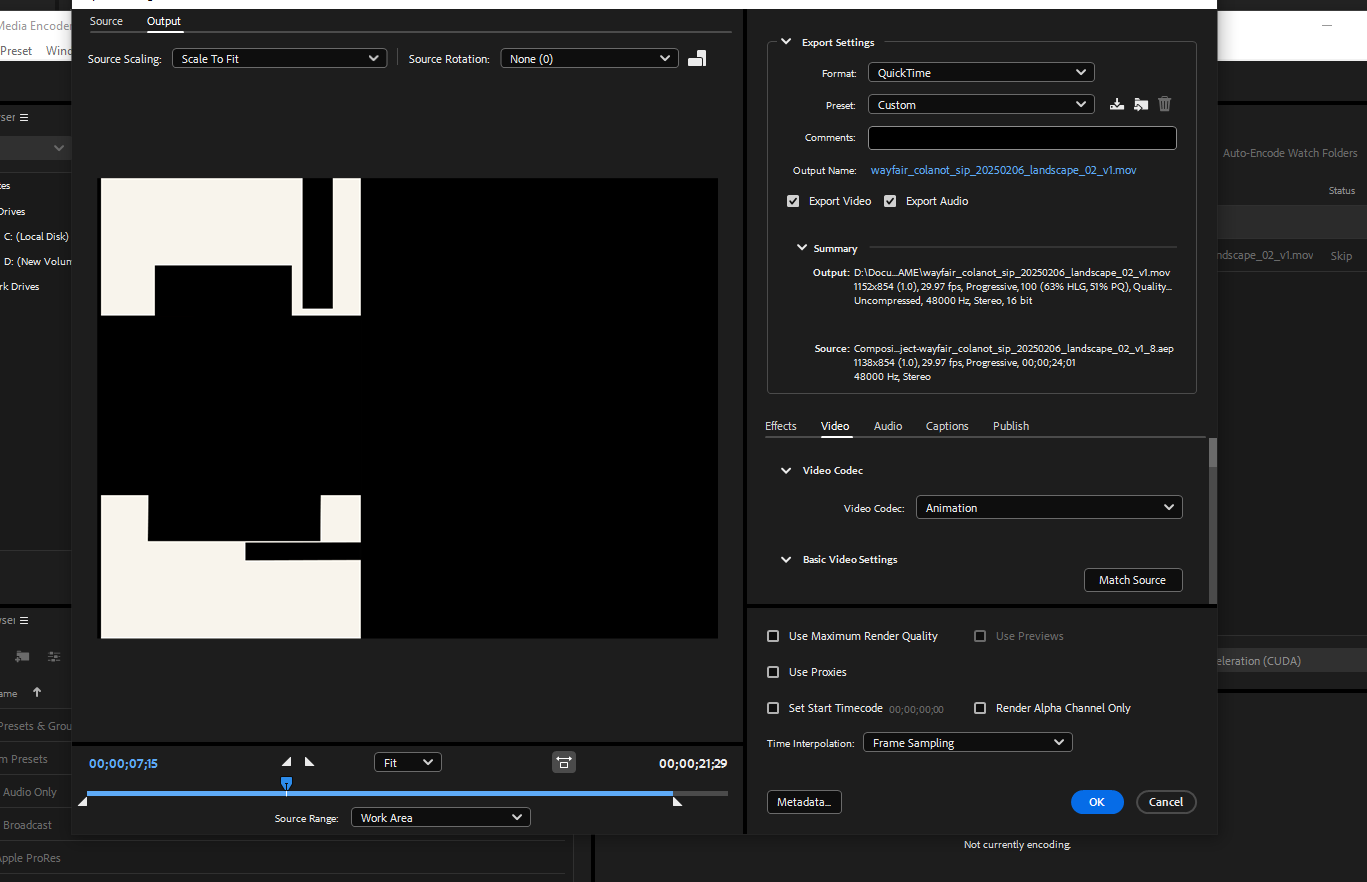 Media Encoder
Preset
Source
Output
Source Scaling:
Scale To Fit
Source Rotation:
None (0)
Export Settings
Format:
QuickTime
Preset:
Custom
Comments:
Output Name:
wayfair_colanot_sip_20250206_landscape_02_v1.mov
Export Video
Export Audio
Summary
Output: D:\Docu...AME\wayfair_colanot_sip_20250206_landscape_02_v1.mov
1152x854 (1.0), 29.97 fps, Progressive, 100 (63% HLG, 51% PQ), Quality...
Uncompressed, 48000 Hz, Stereo, 16 bit
Source: Composi...ject-wayfair_colanot_sip_20250206_landscape_02_v1_8.aep
1138x854 (1.0), 29.97 fps, Progressive, 00;00;24;01
48000 Hz, Stereo
Effects
Video
Audio
Captions
Publish
Video Codec
Video Codec:
Animation
Basic Video Settings
Match Source
Use Maximum Render Quality
Use Previews
Use Proxies
Set Start Timecode
00;00;00;00
Render Alpha Channel Only
Time Interpolation:
Frame Sampling
Metadata...
OK
Cancel
00;00;07;15
Fit
00;00;21;29
Source Range:
Work Area
Drives
C: (Local Disk)
D: (New Volum
rk Drives
ame
Presets & Grou
m Presets
Audio Only
Broadcast
Apple ProRes
Auto-Encode Watch Folders
Status
ndscape_02_v1.mov
Skip
eleration (CUDA)
Not currently encoding.